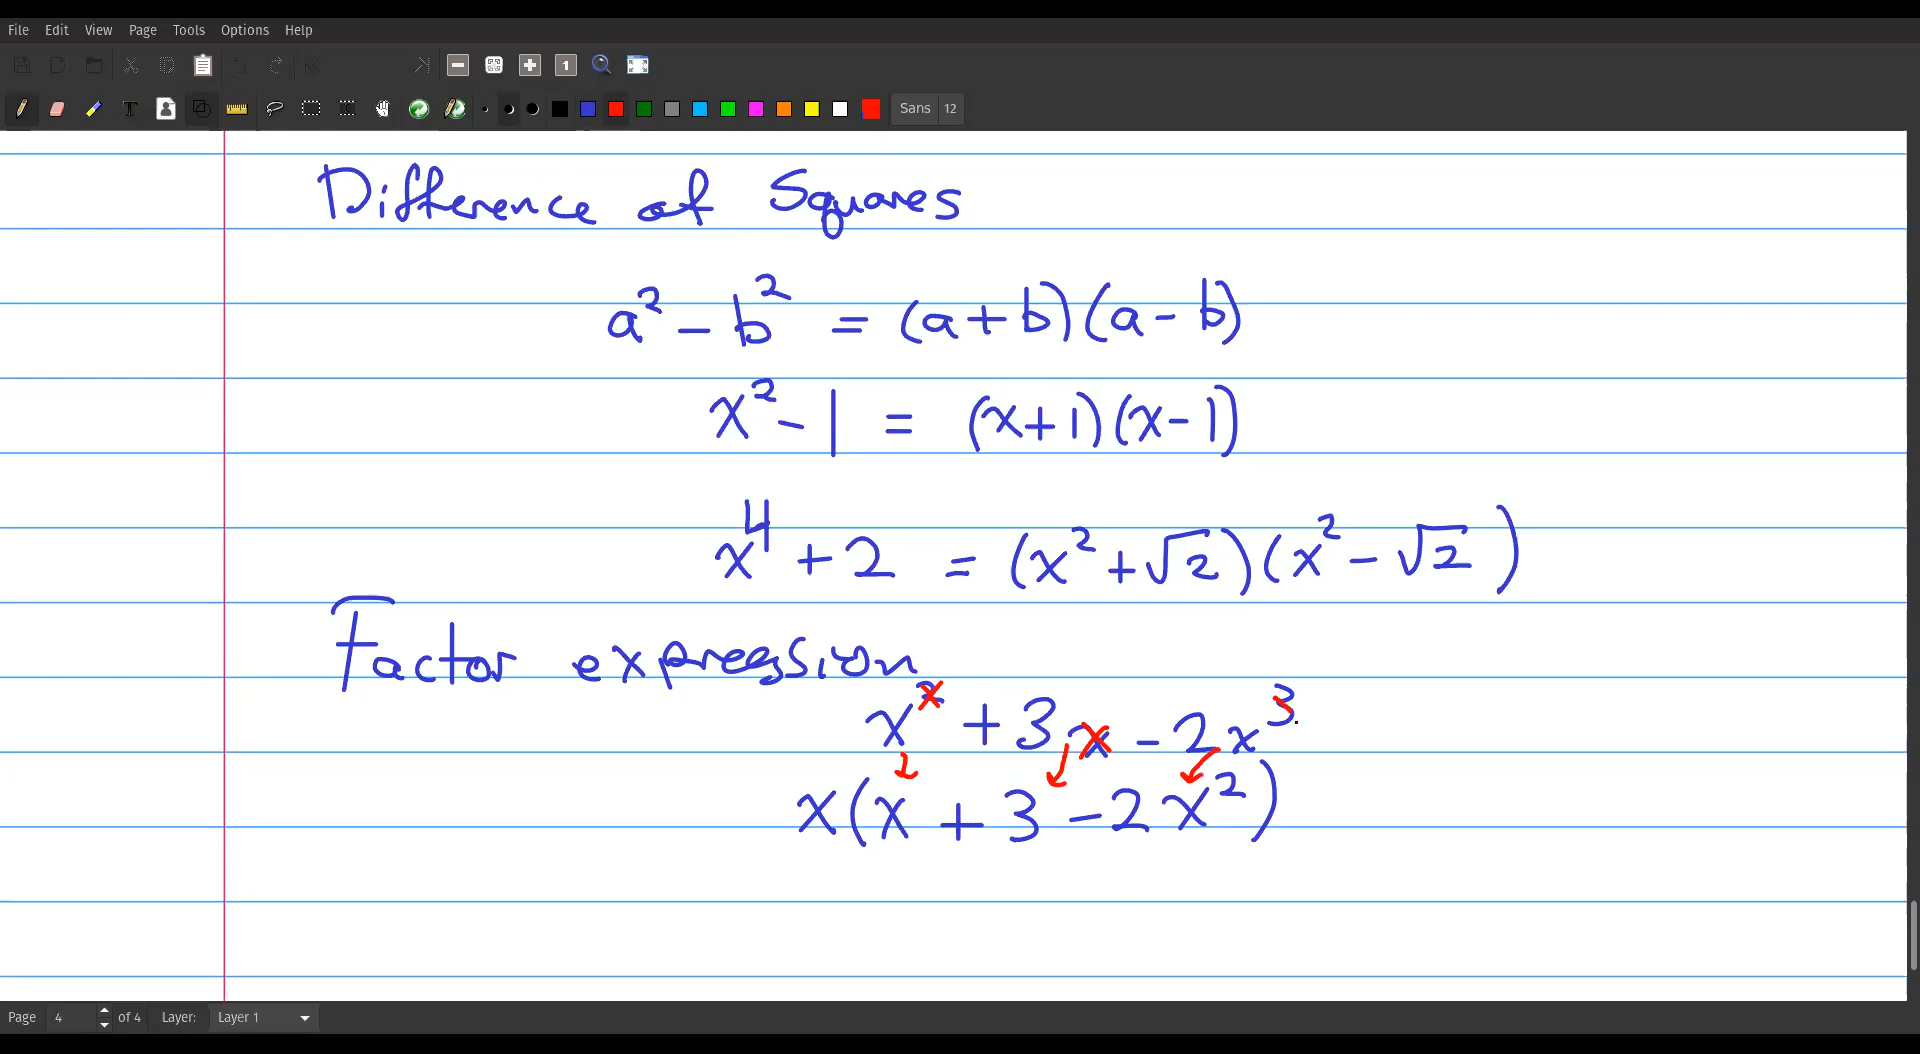 File Edit View Page Tools Options Help
1
T Sans 12
Difference of Squares
a² - b² = (a+b)(a-b)
x² - 1 = (x+1)(x-1)
x⁴ + 2 = (x² + √2)(x² - √2)
Factor expression
x² + 3x - 2x³
x(x + 3 - 2x²)
Page 4 of 4 Layer: Layer 1